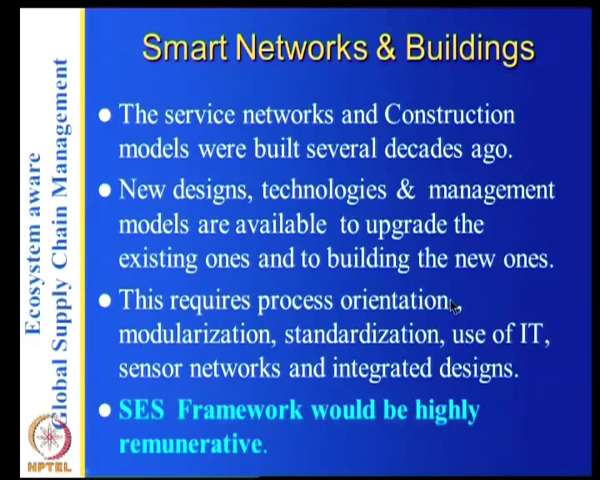 Smart Networks & Buildings
The service networks and Construction
models were built several decades ago.
New designs, technologies & management
models are available to upgrade the
existing ones and to building the new ones.
This requires process orientation,
modularization, standardization, use of IT,
sensor networks and integrated designs.
SES Framework would be highly
remunerative.
Ecosystem aware
Global Supply Chain Management
NPTEL